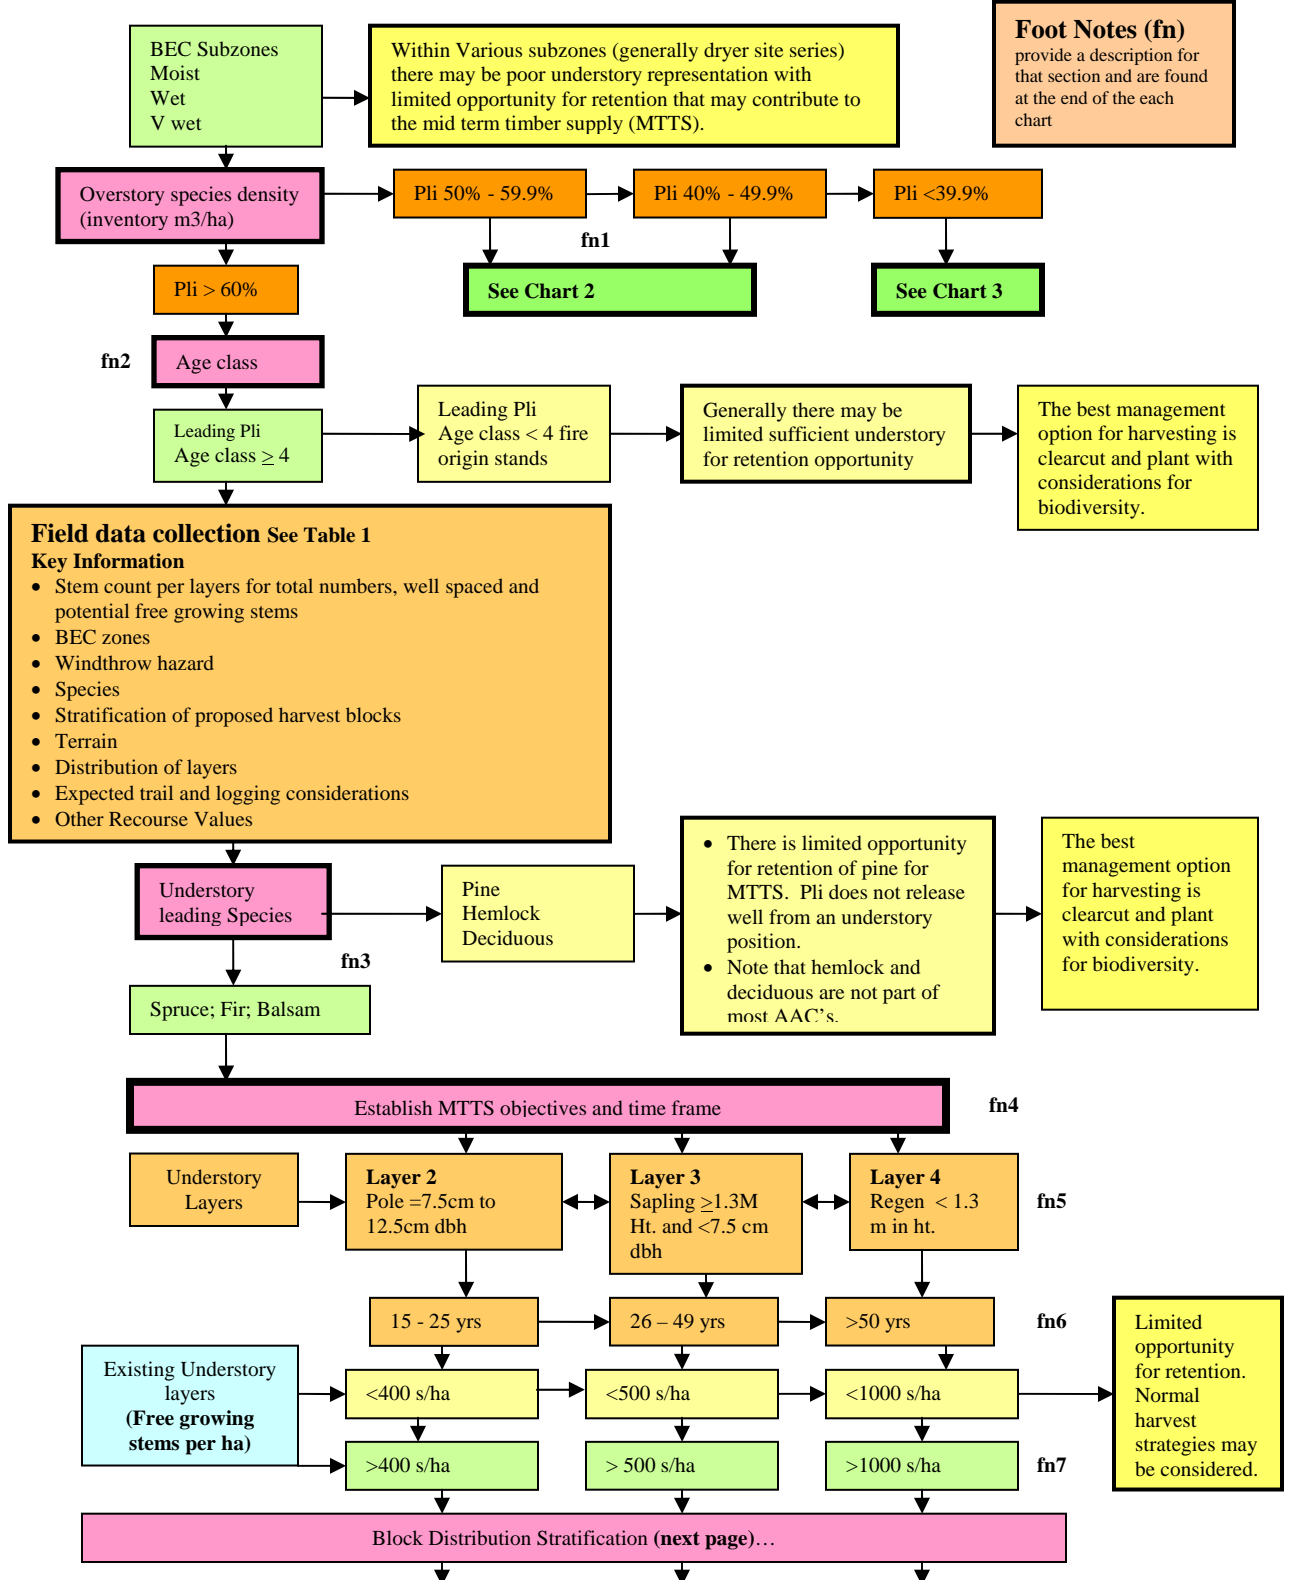 BEC Subzones
Moist
Wet
V wet
Within Various subzones (generally dryer site series)
there may be poor understory representation with
limited opportunity for retention that may contribute to
the mid term timber supply (MTTS).
Foot Notes (fn)
provide a description for
that section and are found
at the end of the each
chart
Overstory species density
(inventory m3/ha)
Pli 50% - 59.9%
Pli 40% - 49.9%
Pli <39.9%
fn1
Pli > 60%
See Chart 2
See Chart 3
fn2
Age class
Leading Pli
Age class ≥ 4
Leading Pli
Age class < 4 fire
origin stands
Generally there may be
limited sufficient understory
for retention opportunity
The best management
option for harvesting is
clearcut and plant with
considerations for
biodiversity.
Field data collection See Table 1
Key Information
• Stem count per layers for total numbers, well spaced and
potential free growing stems
• BEC zones
• Windthrow hazard
• Species
• Stratification of proposed harvest blocks
• Terrain
• Distribution of layers
• Expected trail and logging considerations
• Other Recourse Values
Understory
leading Species
Pine
Hemlock
Deciduous
• There is limited opportunity
for retention of pine for
MTTS. Pli does not release
well from an understory
position.
• Note that hemlock and
deciduous are not part of
most AAC's.
The best
management option
for harvesting is
clearcut and plant
with considerations
for biodiversity.
fn3
Spruce; Fir; Balsam
Establish MTTS objectives and time frame
fn4
Understory
Layers
Layer 2
Pole =7.5cm to
12.5cm dbh
Layer 3
Sapling ≥1.3M
Ht. and <7.5 cm
dbh
Layer 4
Regen < 1.3
m in ht.
fn5
15 - 25 yrs
26 – 49 yrs
>50 yrs
fn6
Limited
opportunity
for retention.
Normal
harvest
strategies may
be considered.
Existing Understory
layers
(Free growing
stems per ha)
<400 s/ha
<500 s/ha
<1000 s/ha
>400 s/ha
> 500 s/ha
>1000 s/ha
fn7
Block Distribution Stratification (next page)…